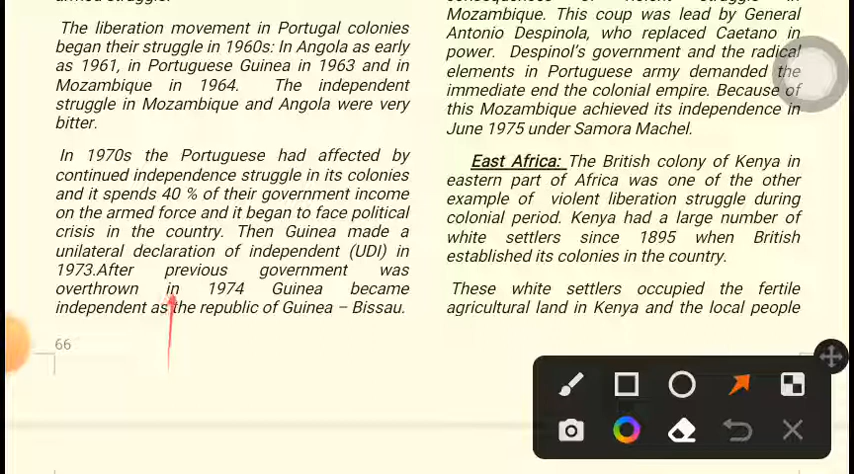 The liberation movement in Portugal colonies
began their struggle in 1960s: In Angola as early
as 1961, in Portuguese Guinea in 1963 and in
Mozambique in 1964. The independent
struggle in Mozambique and Angola were very
bitter.
In 1970s the Portuguese had affected by
continued independence struggle in its colonies
and it spends 40 % of their government income
on the armed force and it began to face political
crisis in the country. Then Guinea made a
unilateral declaration of independent (UDI) in
1973.After previous government was
overthrown in 1974 Guinea became
independent as the republic of Guinea – Bissau.
66
Mozambique. This coup was lead by General
Antonio Despinola, who replaced Caetano in
power. Despinol's government and the radical
elements in Portuguese army demanded the
immediate end the colonial empire. Because of
this Mozambique achieved its independence in
June 1975 under Samora Machel.
East Africa: The British colony of Kenya in
eastern part of Africa was one of the other
example of violent liberation struggle during
colonial period. Kenya had a large number of
white settlers since 1895 when British
established its colonies in the country.
These white settlers occupied the fertile
agricultural land in Kenya and the local people